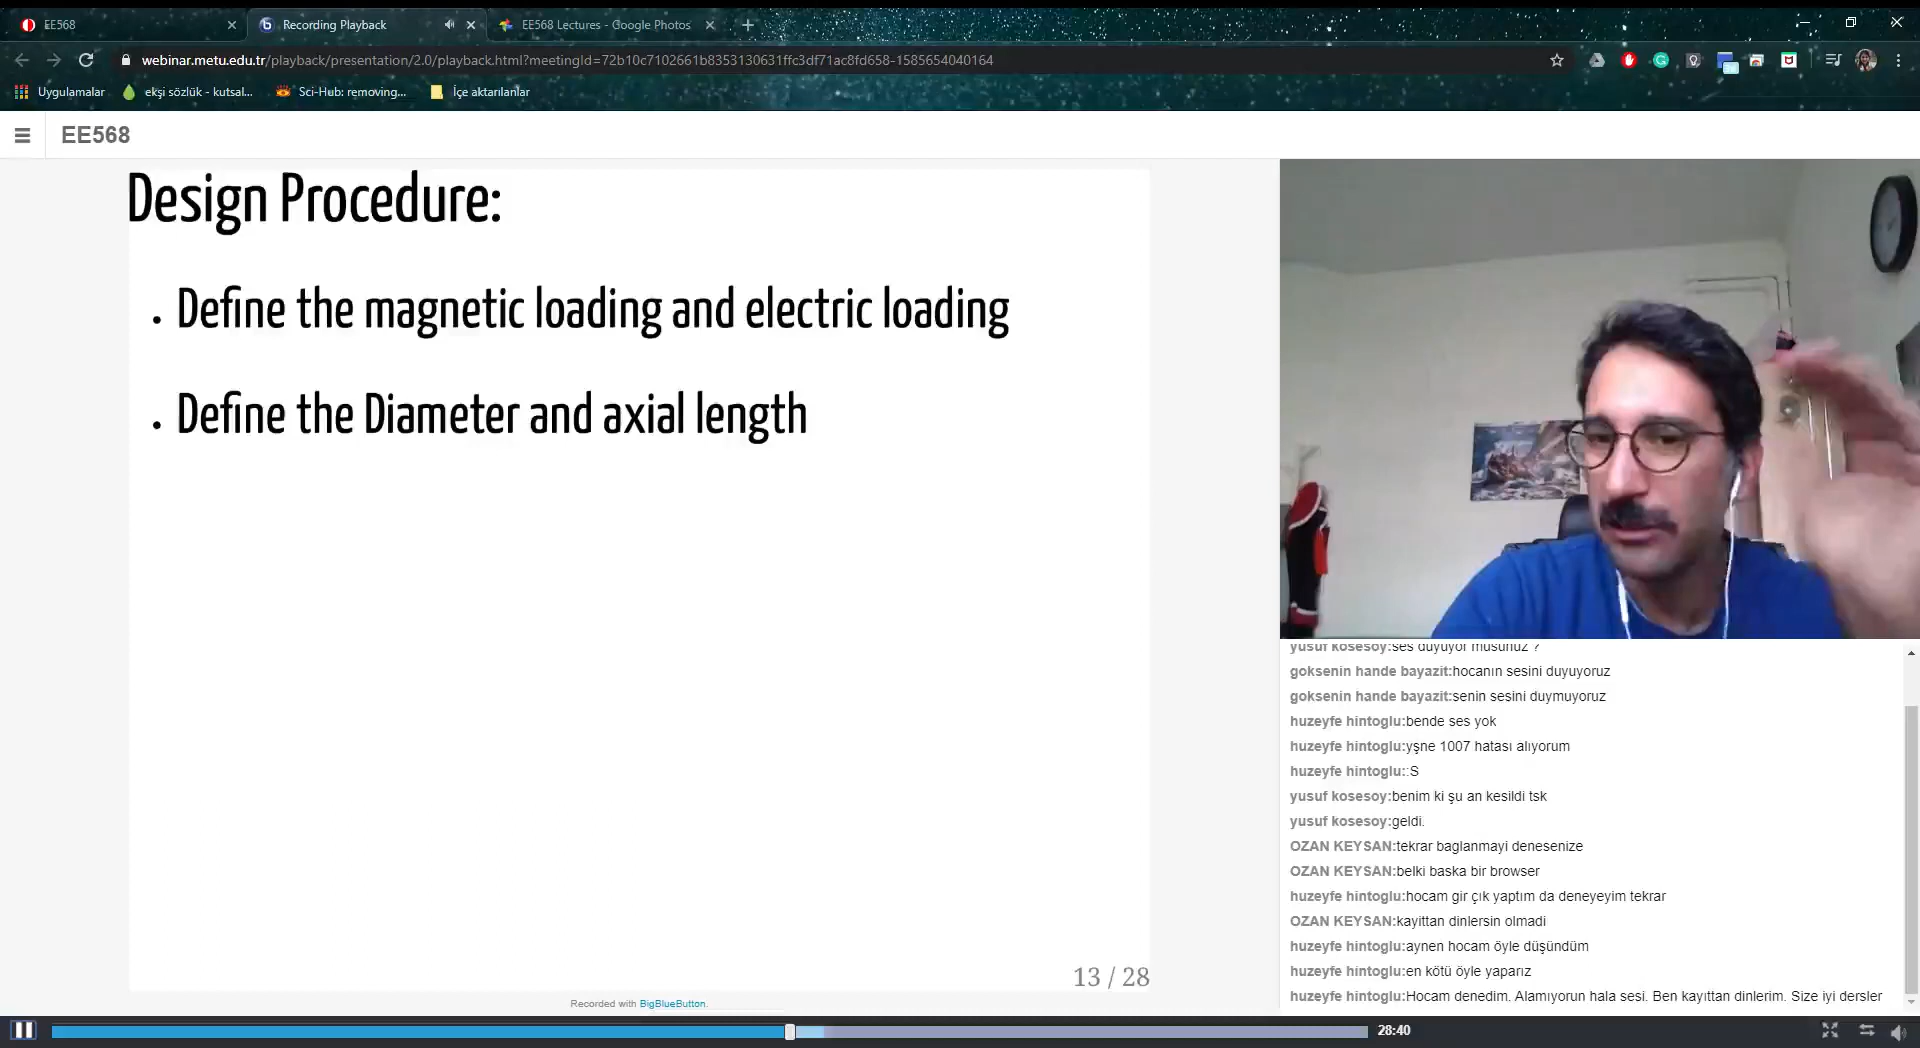 EE568
Recording Playback
EE568 Lectures - Google Photos
webinar.metu.edu.tr/playback/presentation/2.0/playback.html?meetingId=72b10c7102661b8353130631ffc3df71ac8fd658-1585654040164
Uygulamalar
ekşi sözlük - kutsal...
Sci-Hub: removing...
İçe aktarılanlar
EE568
Design Procedure:
• Define the magnetic loading and electric loading
• Define the Diameter and axial length
13 / 28
Recorded with BigBlueButton.
yusuf kosesoy:ses duyuyor musunuz ?
goksenin hande bayazit:hocanın sesini duyuyoruz
goksenin hande bayazit:senin sesini duymuyoruz
huzeyfe hintoglu:bende ses yok
huzeyfe hintoglu:yşne 1007 hatası alıyorum
huzeyfe hintoglu::S
yusuf kosesoy:benim ki şu an kesildi tsk
yusuf kosesoy:geldi.
OZAN KEYSAN:tekrar baglanmayi denesenize
OZAN KEYSAN:belki baska bir browser
huzeyfe hintoglu:hocam gir çık yaptım da deneyeyim tekrar
OZAN KEYSAN:kayittan dinlersin olmadi
huzeyfe hintoglu:aynen hocam öyle düşündüm
huzeyfe hintoglu:en kötü öyle yaparız
huzeyfe hintoglu:Hocam denedim. Alamıyorun hala sesi. Ben kayıttan dinlerim. Size iyi dersler
28:40